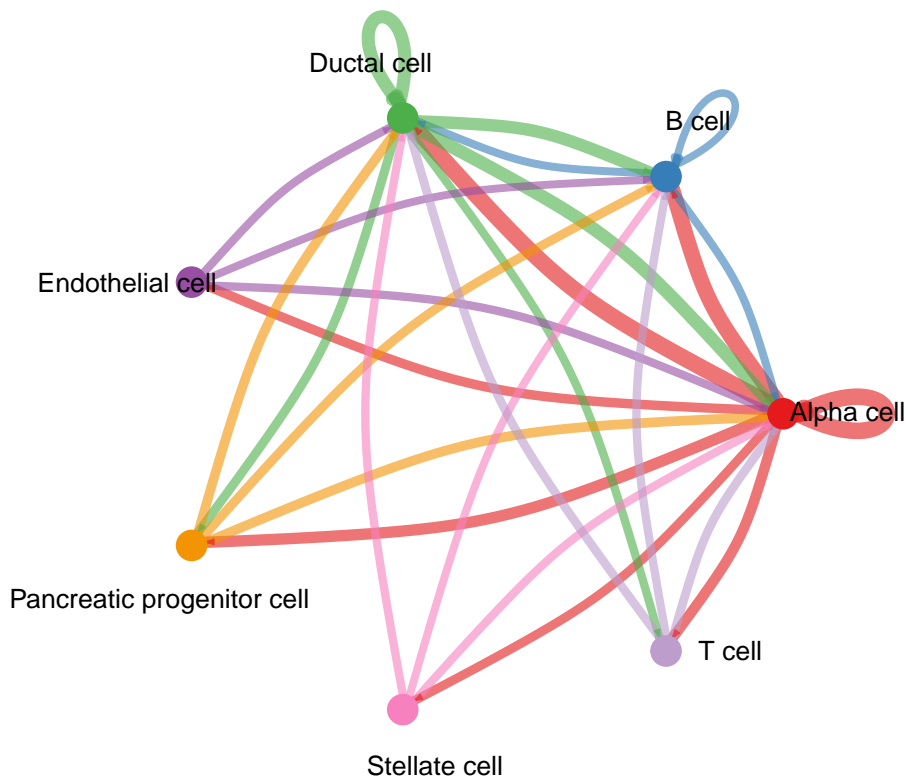 Ductal cell
B cell
Endothelial cell
Alpha cell
Pancreatic progenitor cell
T cell
Stellate cell